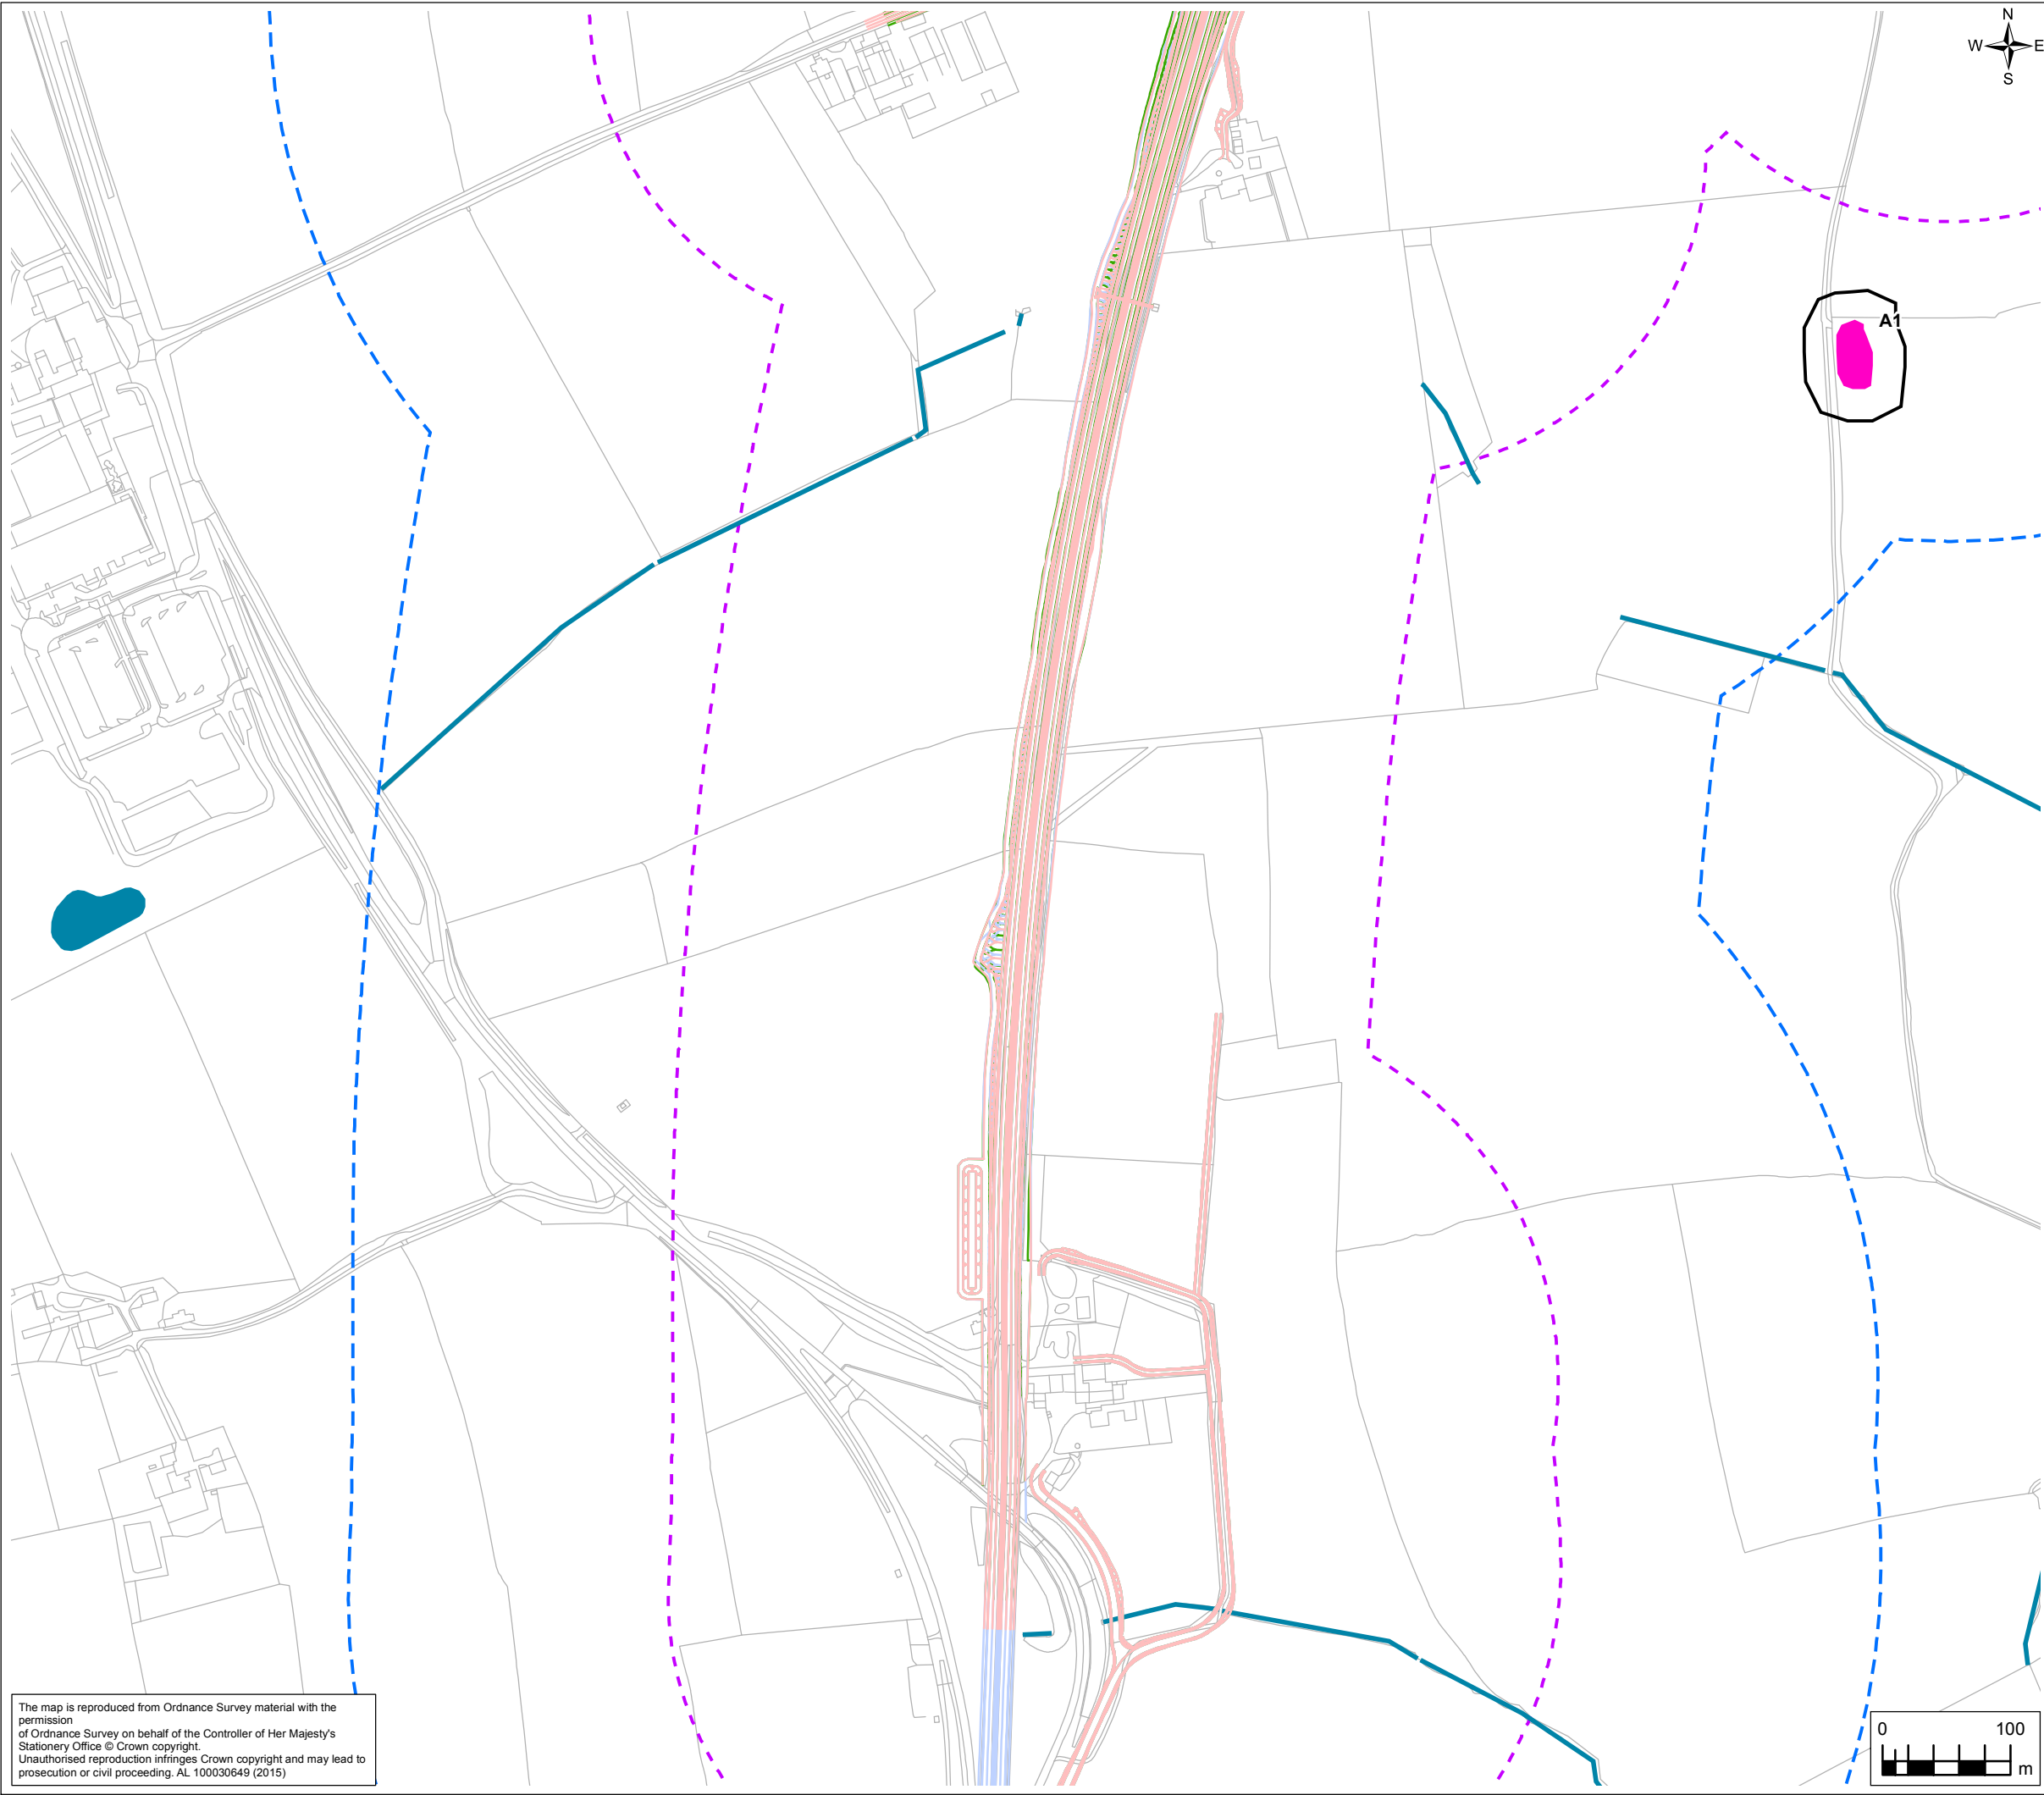 N
W E
S
A1
The map is reproduced from Ordnance Survey material with the
permission
of Ordnance Survey on behalf of the Controller of Her Majesty's
Stationery Office © Crown copyright.
Unauthorised reproduction infringes Crown copyright and may lead to
prosecution or civil proceeding. AL 100030649 (2015)
0 100
m